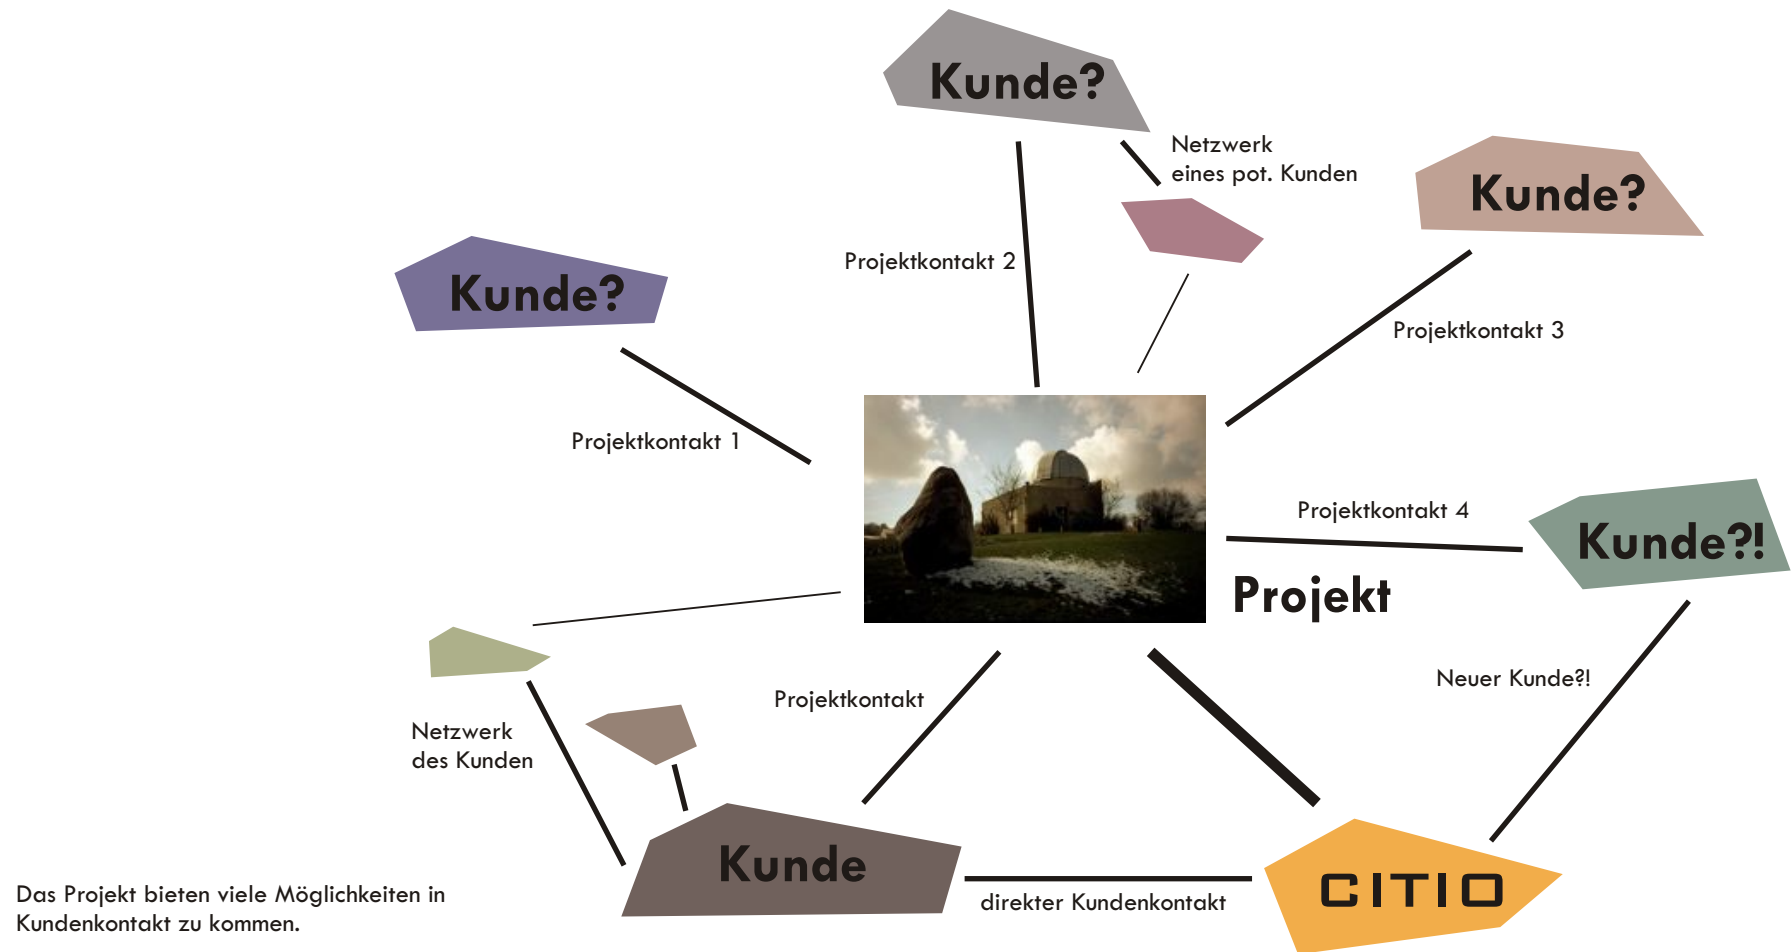 Kunde?
Netzwerk
eines pot. Kunden
Kunde?
Projektkontakt 2
Kunde?
Projektkontakt 3
Projektkontakt 1
Projektkontakt 4
Kunde?!
Projekt
Neuer Kunde?!
Projektkontakt
Netzwerk
des Kunden
Kunde
CITIO
direkter Kundenkontakt
Das Projekt bieten viele Möglichkeiten in
Kundenkontakt zu kommen.